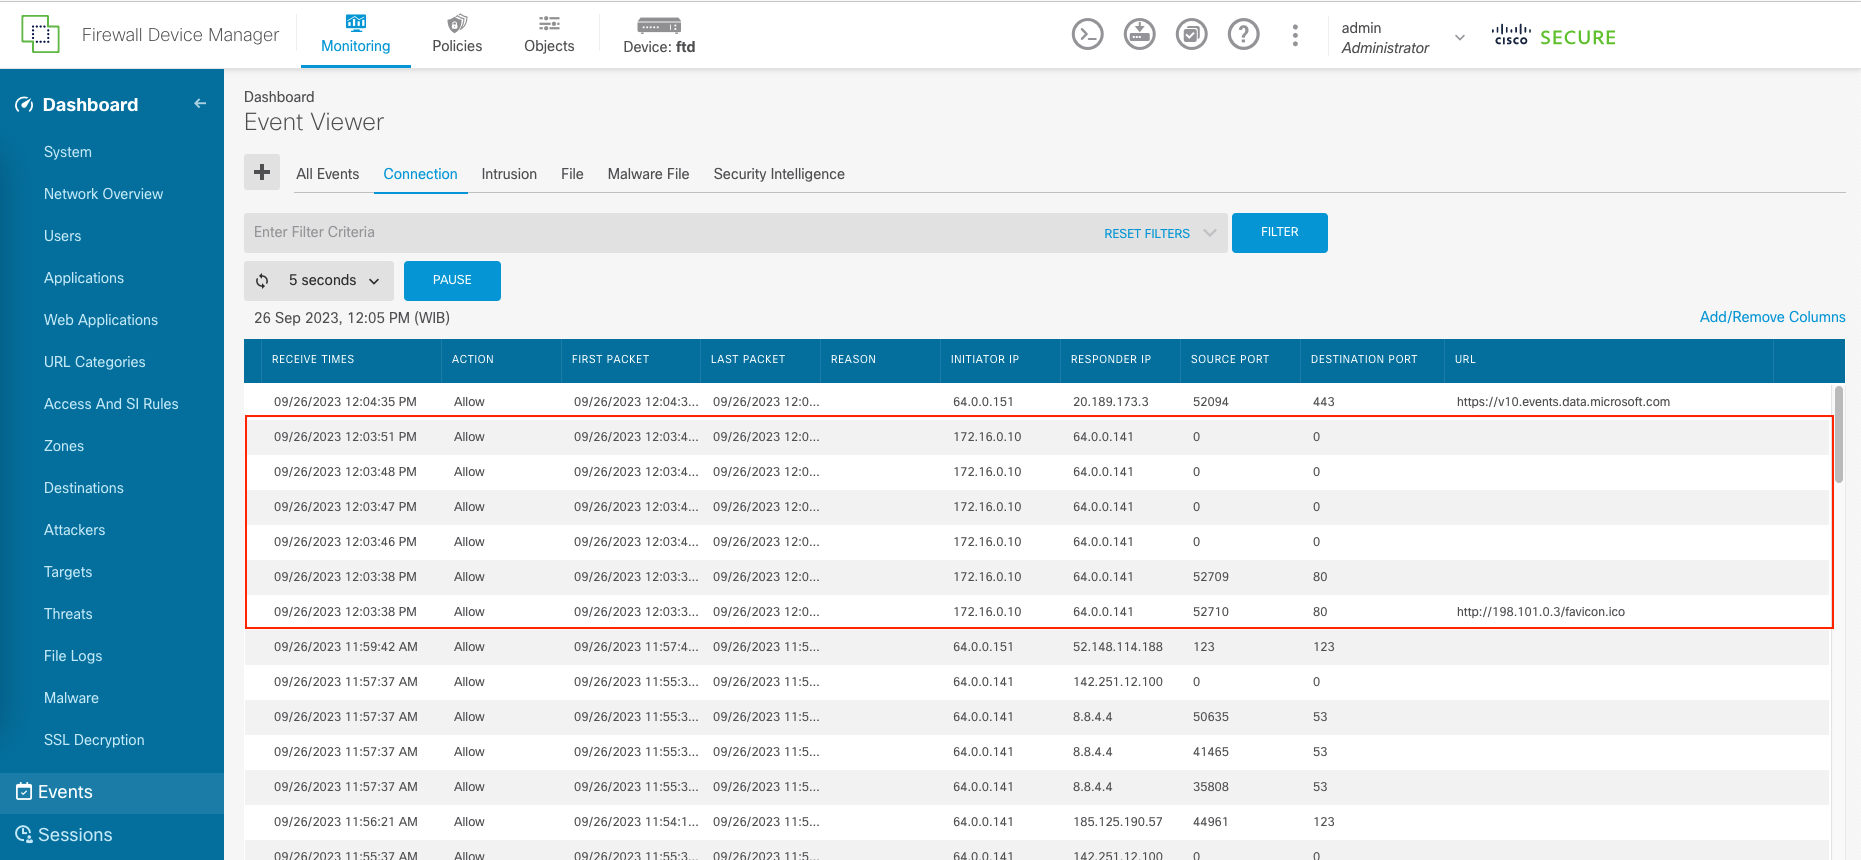 Firewall Device Manager
Monitoring
Policies
Objects
Device: ftd
admin
Administrator
CISCO SECURE
Dashboard
System
Network Overview
Users
Applications
Web Applications
URL Categories
Access And SI Rules
Zones
Destinations
Attackers
Targets
Threats
File Logs
Malware
SSL Decryption
Events
Sessions
Dashboard
Event Viewer
All Events Connection Intrusion File Malware File Security Intelligence
Enter Filter Criteria RESET FILTERS FILTER
5 seconds PAUSE
26 Sep 2023, 12:05 PM (WIB) Add/Remove Columns
RECEIVE TIMES ACTION FIRST PACKET LAST PACKET REASON INITIATOR IP RESPONDER IP SOURCE PORT DESTINATION PORT URL
09/26/2023 12:04:35 PM Allow 09/26/2023 12:04:3... 09/26/2023 12:0... 64.0.0.151 20.189.173.3 52094 443 https://v10.events.data.microsoft.com
09/26/2023 12:03:51 PM Allow 09/26/2023 12:03:4... 09/26/2023 12:0... 172.16.0.10 64.0.0.141 0 0
09/26/2023 12:03:48 PM Allow 09/26/2023 12:03:4... 09/26/2023 12:0... 172.16.0.10 64.0.0.141 0 0
09/26/2023 12:03:47 PM Allow 09/26/2023 12:03:4... 09/26/2023 12:0... 172.16.0.10 64.0.0.141 0 0
09/26/2023 12:03:46 PM Allow 09/26/2023 12:03:4... 09/26/2023 12:0... 172.16.0.10 64.0.0.141 0 0
09/26/2023 12:03:38 PM Allow 09/26/2023 12:03:3... 09/26/2023 12:0... 172.16.0.10 64.0.0.141 52709 80
09/26/2023 12:03:38 PM Allow 09/26/2023 12:03:3... 09/26/2023 12:0... 172.16.0.10 64.0.0.141 52710 80 http://198.101.0.3/favicon.ico
09/26/2023 11:59:42 AM Allow 09/26/2023 11:57:4... 09/26/2023 11:5... 64.0.0.151 52.148.114.188 123 123
09/26/2023 11:57:37 AM Allow 09/26/2023 11:55:3... 09/26/2023 11:5... 64.0.0.141 142.251.12.100 0 0
09/26/2023 11:57:37 AM Allow 09/26/2023 11:55:3... 09/26/2023 11:5... 64.0.0.141 8.8.4.4 50635 53
09/26/2023 11:57:37 AM Allow 09/26/2023 11:55:3... 09/26/2023 11:5... 64.0.0.141 8.8.4.4 41465 53
09/26/2023 11:57:37 AM Allow 09/26/2023 11:55:3... 09/26/2023 11:5... 64.0.0.141 8.8.4.4 35808 53
09/26/2023 11:56:21 AM Allow 09/26/2023 11:54:1... 09/26/2023 11:5... 64.0.0.141 185.125.190.57 44961 123
09/26/2023 11:55:37 AM Allow 09/26/2023 11:55:3... 09/26/2023 11:5... 64.0.0.141 142.251.12.100 0 0